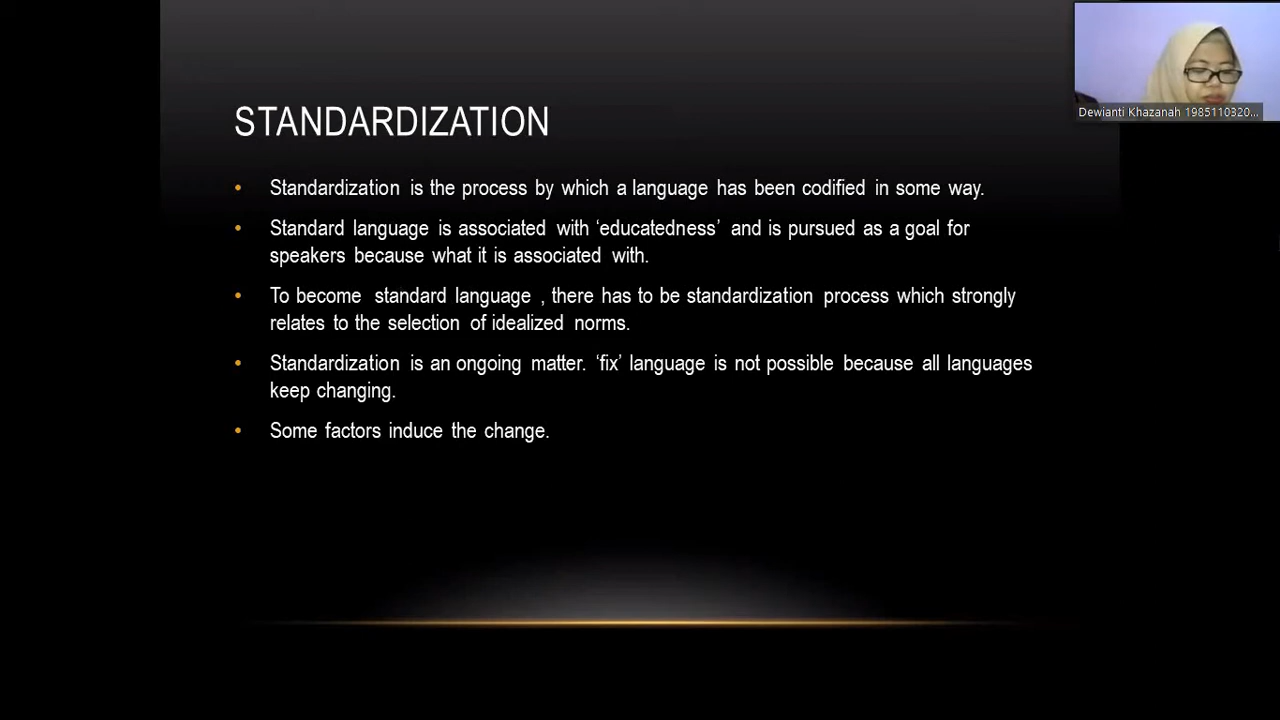 Dewianti Khazanah 1985110320...
STANDARDIZATION
• Standardization is the process by which a language has been codified in some way.
• Standard language is associated with ‘educatedness’ and is pursued as a goal for
speakers because what it is associated with.
• To become standard language , there has to be standardization process which strongly
relates to the selection of idealized norms.
• Standardization is an ongoing matter. ‘fix’ language is not possible because all languages
keep changing.
• Some factors induce the change.